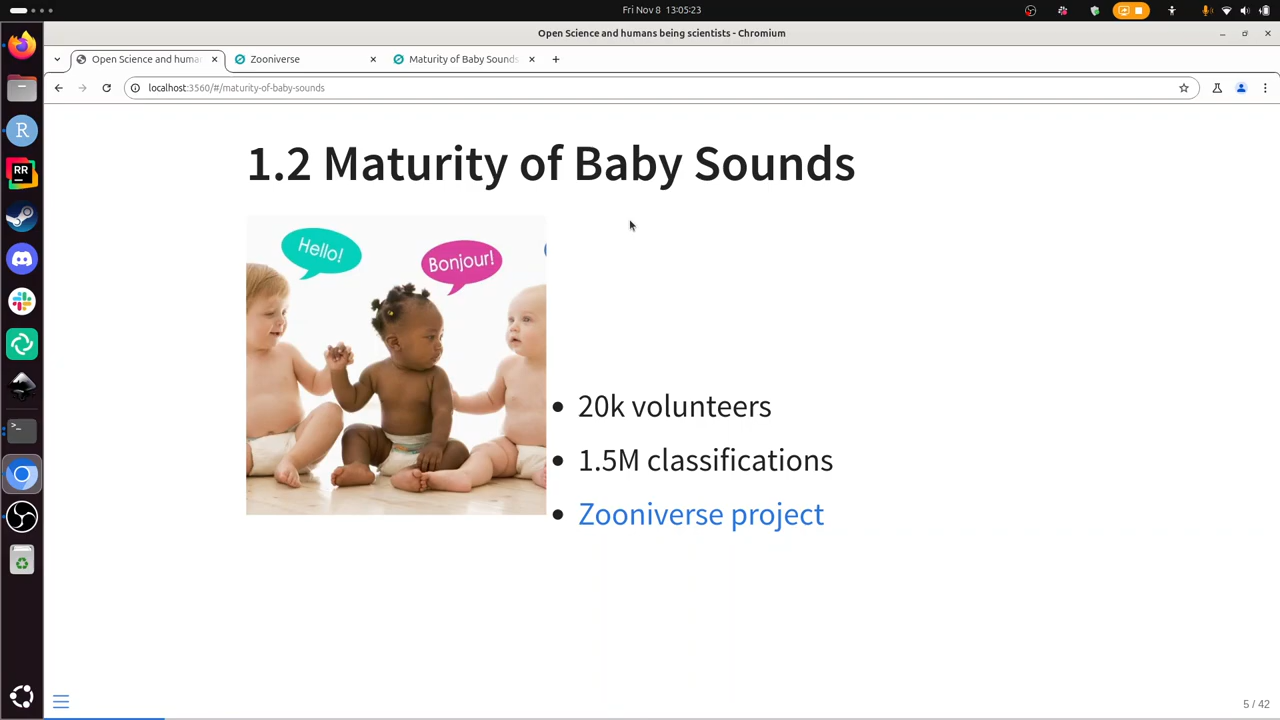 Fri Nov 8 13:05:23
Open Science and humans being scientists - Chromium
Open Science and huma
Zooniverse
Maturity of Baby Sounds
localhost:3560/#/maturity-of-baby-sounds
R
RR
1.2 Maturity of Baby Sounds
Hello!
Bonjour!
20k volunteers
1.5M classifications
Zooniverse project
5 / 42